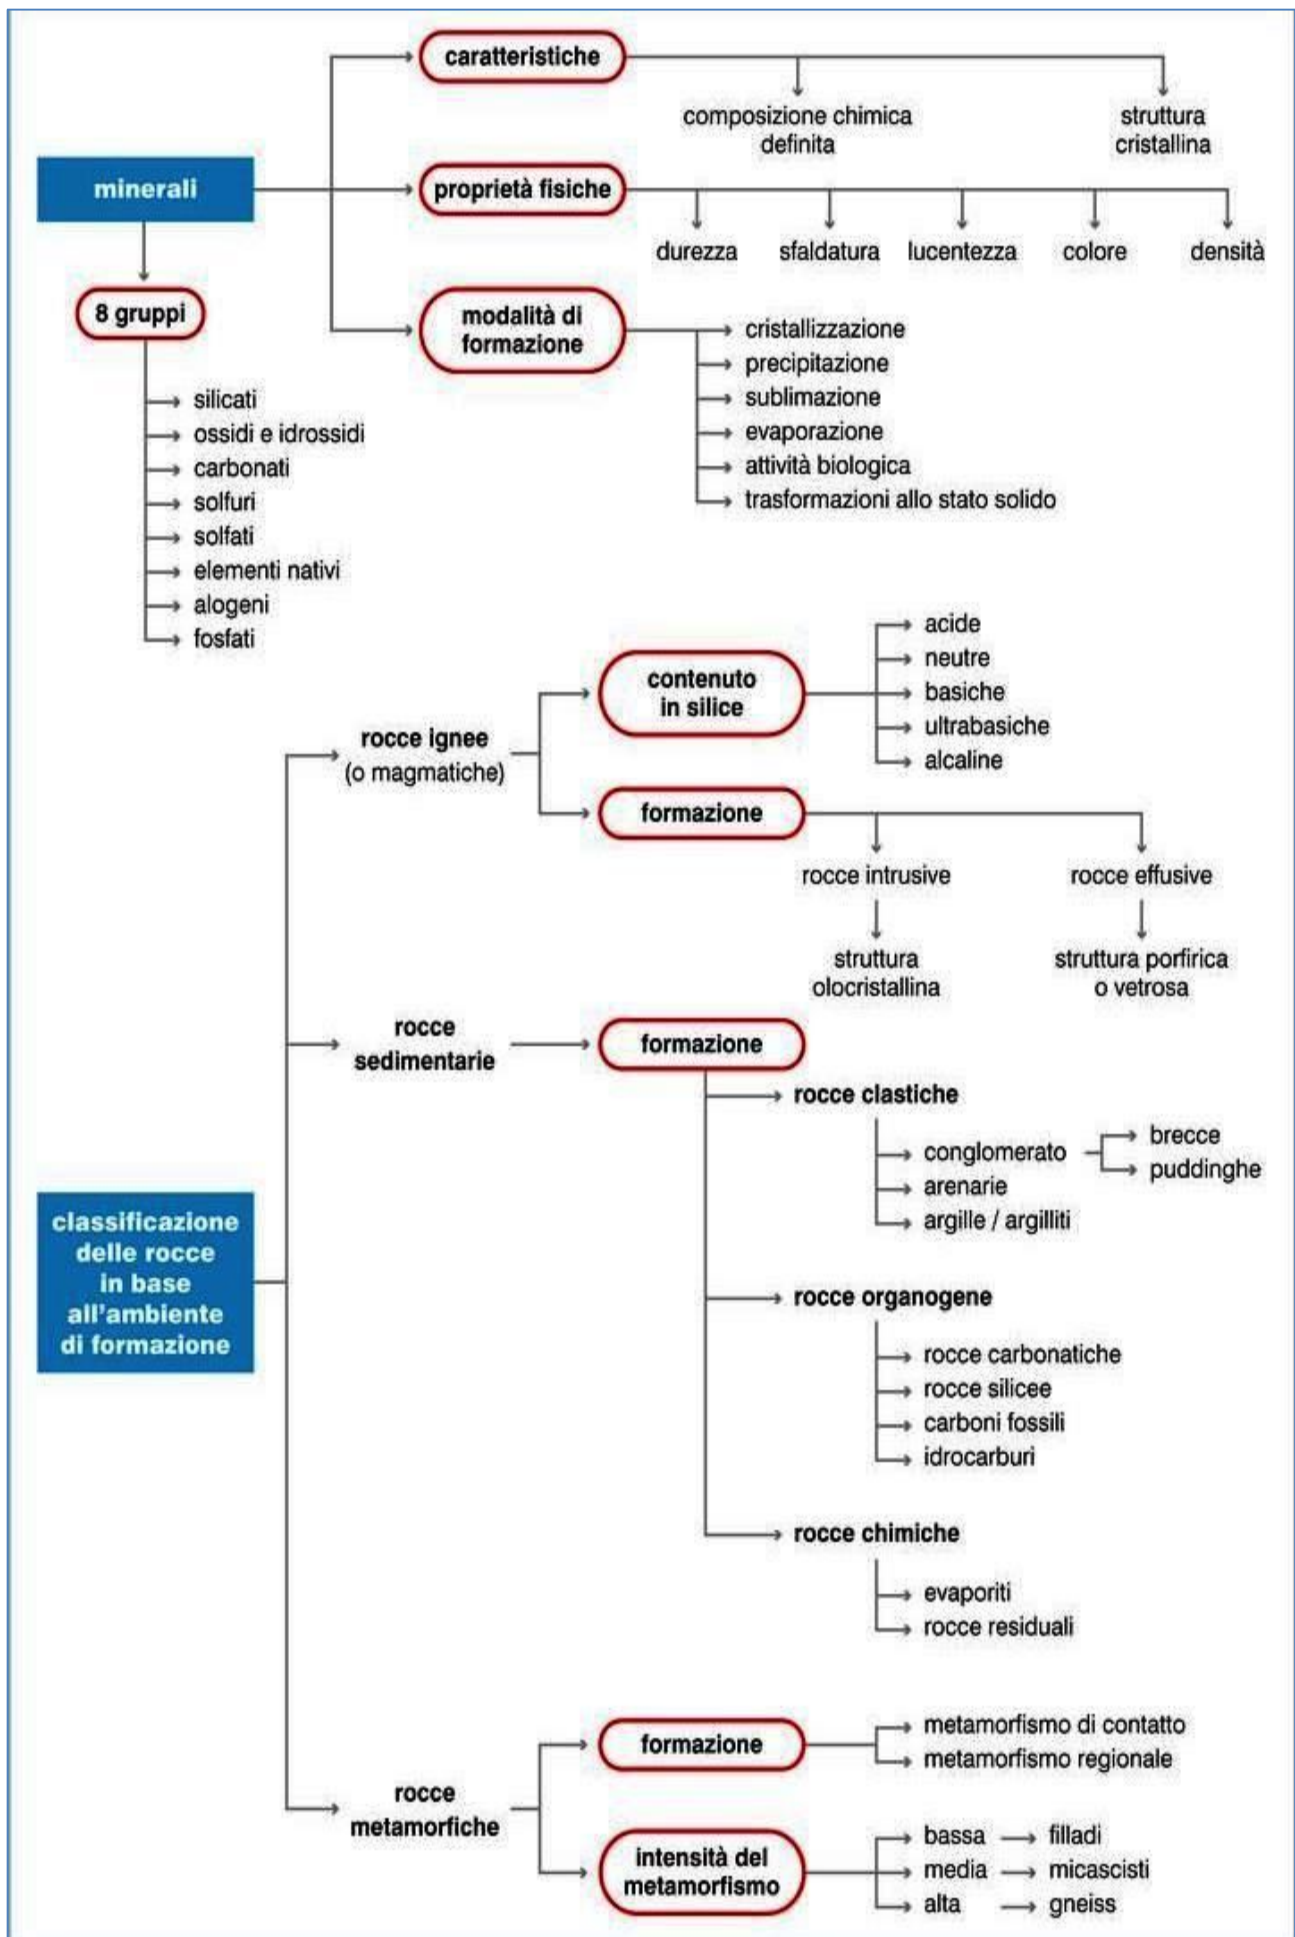 caratteristiche
composizione chimica
definita
struttura
cristallina
minerali
proprietà fisiche
durezza
sfaldatura
lucentezza
colore
densità
8 gruppi
modalità di
formazione
cristallizzazione
precipitazione
sublimazione
evaporazione
attività biologica
trasformazioni allo stato solido
silicati
ossidi e idrossidi
carbonati
solfuri
solfati
elementi nativi
alogeni
fosfati
classificazione
delle rocce
in base
all'ambiente
di formazione
rocce ignee
(o magmatiche)
contenuto
in silice
acide
neutre
basiche
ultrabasiche
alcaline
formazione
rocce intrusive
rocce effusive
struttura
olocristallina
struttura porfirica
o vetrosa
rocce
sedimentarie
formazione
rocce clastiche
conglomerato
brecce
puddinghe
arenarie
argille / argilliti
rocce organogene
rocce carbonatiche
rocce silicee
carboni fossili
idrocarburi
rocce chimiche
evaporiti
rocce residuali
rocce
metamorfiche
formazione
metamorfismo di contatto
metamorfismo regionale
intensità del
metamorfismo
bassa
filladi
media
micascisti
alta
gneiss